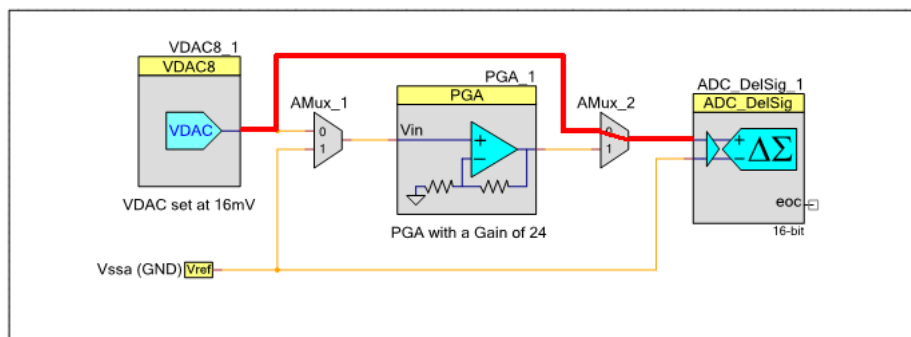 VDAC8_1
VDAC8
VDAC
VDAC set at 16mV
AMux_1
0
1
PGA_1
PGA
Vin
+
−
PGA with a Gain of 24
AMux_2
0
1
ADC_DelSig_1
ADC_DelSig
+
−
ΔΣ
eoc
16-bit
Vssa (GND) Vref